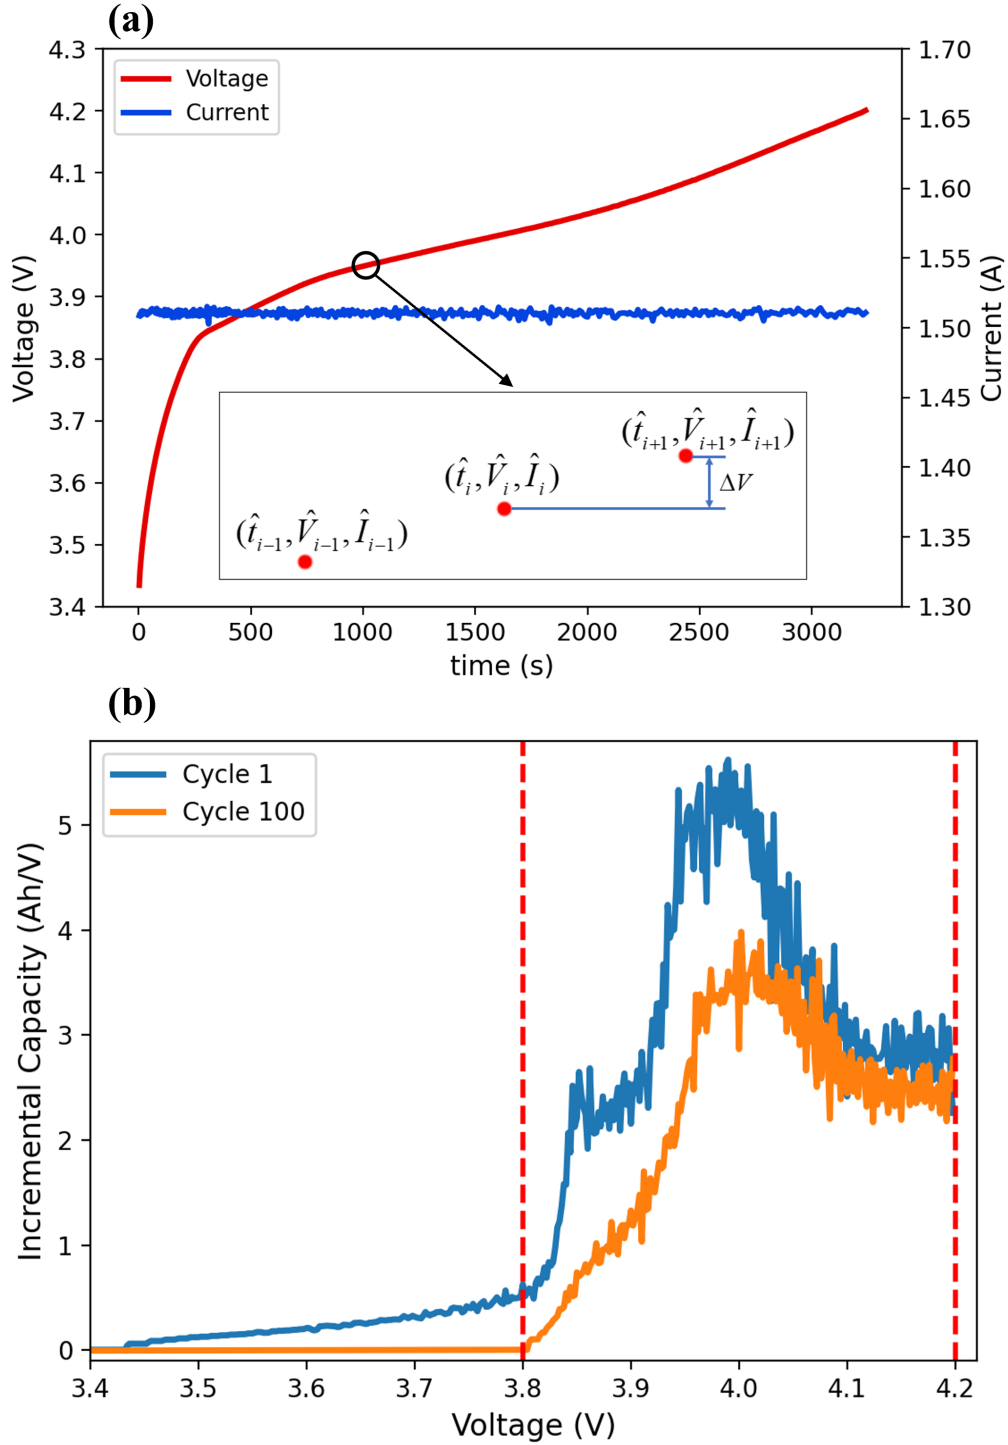 (a)
4.3
4.2
4.1
4.0
3.9
3.8
3.7
3.6
3.5
3.4
Voltage (V)
Voltage
Current
1.70
1.65
1.60
1.55
1.50
1.45
1.40
1.35
1.30
Current (A)
(t̂ᵢ₊₁, V̂ᵢ₊₁, Îᵢ₊₁)
ΔV
(t̂ᵢ, V̂ᵢ, Îᵢ)
(t̂ᵢ₋₁, V̂ᵢ₋₁, Îᵢ₋₁)
0 500 1000 1500 2000 2500 3000
time (s)
(b)
Cycle 1
Cycle 100
5
4
3
2
1
0
Incremental Capacity (Ah/V)
3.4 3.5 3.6 3.7 3.8 3.9 4.0 4.1 4.2
Voltage (V)